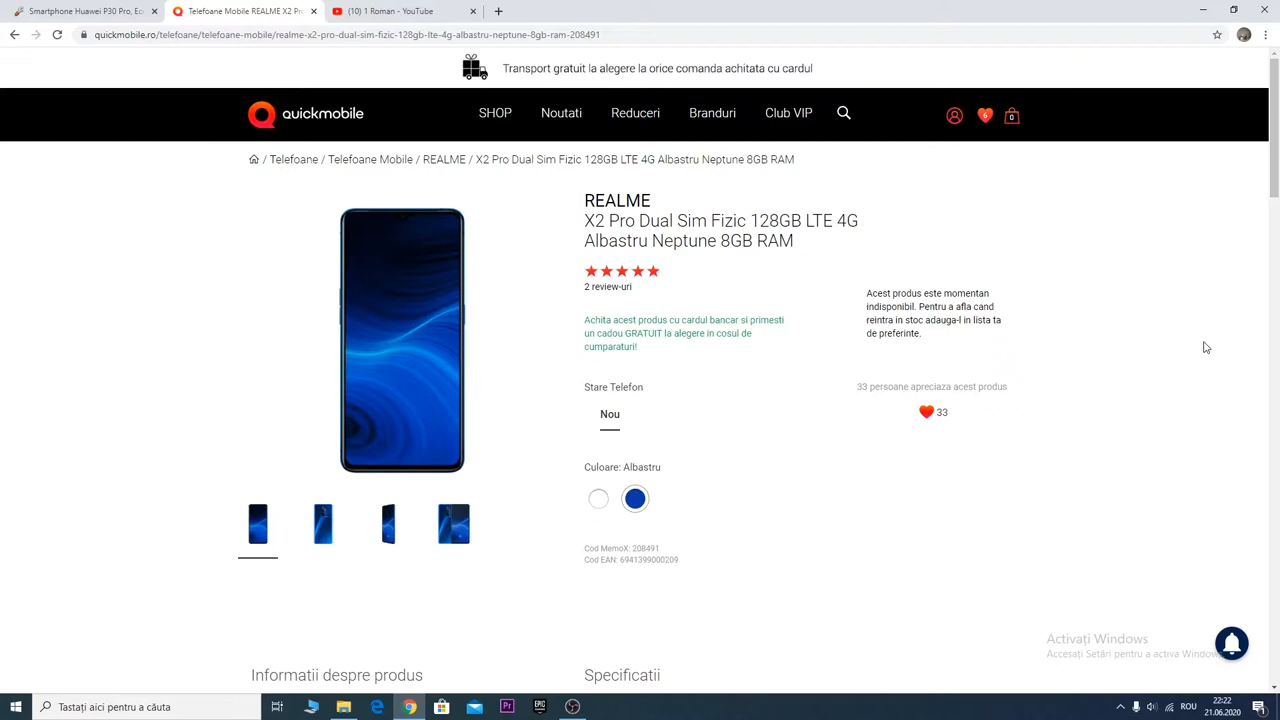 Smartphone Huawei P30 Pro, Ec
Telefoane Mobile REALME X2 Pr
(10) 1 Roman - YouTube
quickmobile.ro/telefoane/telefoane-mobile/realme-x2-pro-dual-sim-fizic-128gb-lte-4g-albastru-neptune-8gb-ram-208491
Transport gratuit la alegere la orice comanda achitata cu cardul
quickmobile
SHOP Noutati Reduceri Branduri Club VIP
6
0
/ Telefoane / Telefoane Mobile / REALME / X2 Pro Dual Sim Fizic 128GB LTE 4G Albastru Neptune 8GB RAM
REALME
X2 Pro Dual Sim Fizic 128GB LTE 4G
Albastru Neptune 8GB RAM
2 review-uri
Achita acest produs cu cardul bancar si primesti
un cadou GRATUIT la alegere in cosul de
cumparaturi!
Acest produs este momentan
indisponibil. Pentru a afla cand
reintra in stoc adauga-l in lista ta
de preferinte.
Stare Telefon
Nou
33 persoane apreciaza acest produs
33
Culoare: Albastru
Cod MemoX: 208491
Cod EAN: 6941399000209
Informatii despre produs
Specificatii
Activați Windows
Accesați Setări pentru a activa Windows
Tastați aici pentru a căuta
Pr
EPIC
ROU
22:22
21.06.2020
1